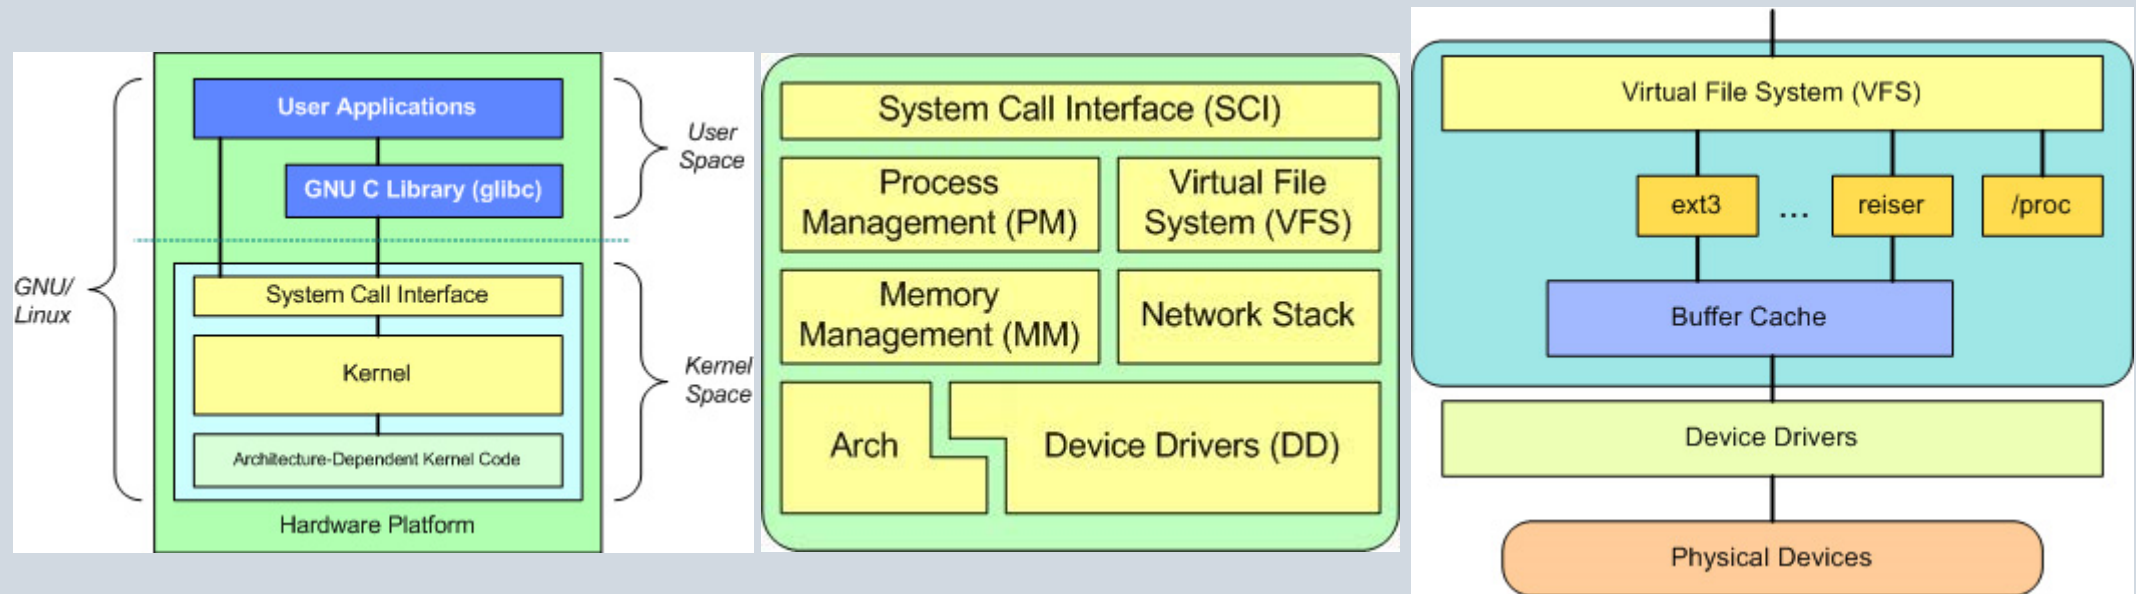 User Applications
GNU C Library (glibc)
User
Space
GNU/
Linux
System Call Interface
Kernel
Architecture-Dependent Kernel Code
Kernel
Space
Hardware Platform
System Call Interface (SCI)
Process
Management (PM)
Virtual File
System (VFS)
Memory
Management (MM)
Network Stack
Arch
Device Drivers (DD)
Virtual File System (VFS)
ext3
...
reiser
/proc
Buffer Cache
Device Drivers
Physical Devices